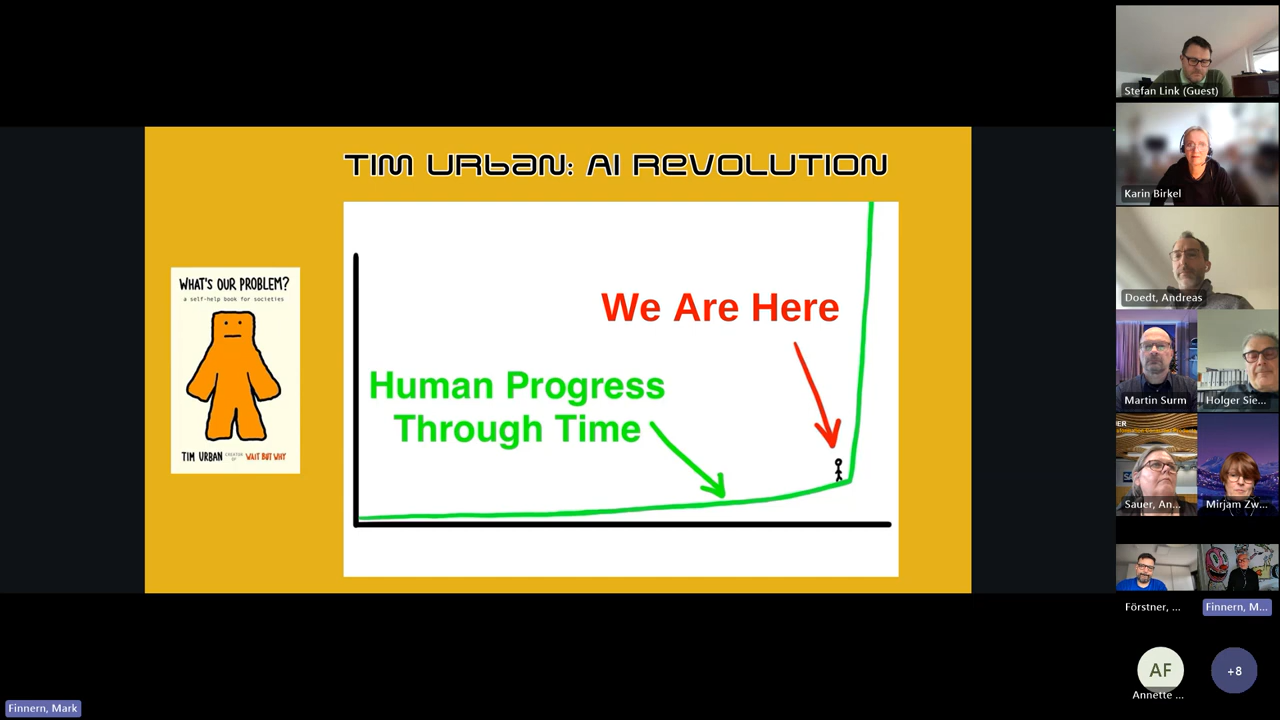 TIM URBAN: AI REVOLUTION
WHAT'S OUR PROBLEM?
a self-help book for societies
TIM URBAN CREATOR OF WAIT BUT WHY
We Are Here
Human Progress
Through Time
Stefan Link (Guest)
Karin Birkel
Doedt, Andreas
Martin Surm
Holger Sie...
Sauer, An...
Mirjam Zw...
Förstner, ...
Finnern, M...
AF
Annette ...
+8
Finnern, Mark